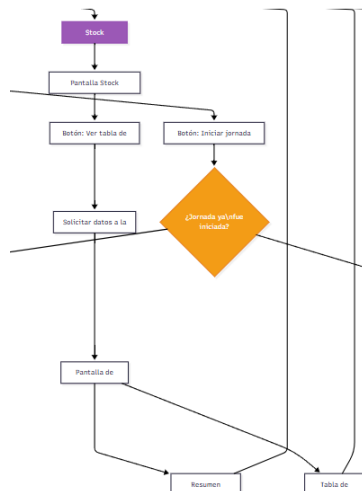 Stock
Pantalla Stock
Botón: Ver tabla de
Botón: Iniciar jornada
Solicitar datos a la
¿Jornada ya\nfue
iniciada?
Pantalla de
Resumen
Tabla de